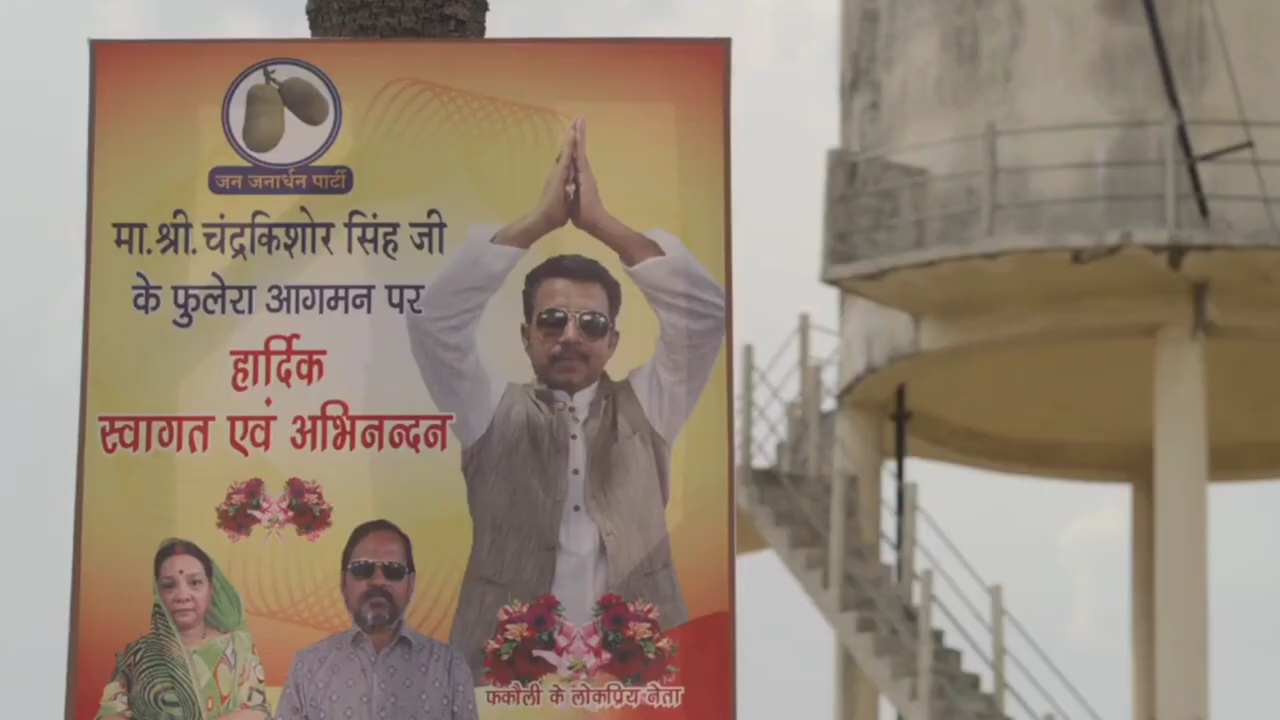 जन जनार्धन पार्टी
मा.श्री.चंद्रकिशोर सिंह जी
के फुलेरा आगमन पर
हार्दिक
स्वागत एवं अभिनन्दन
फकौली के लोकप्रिय नेता